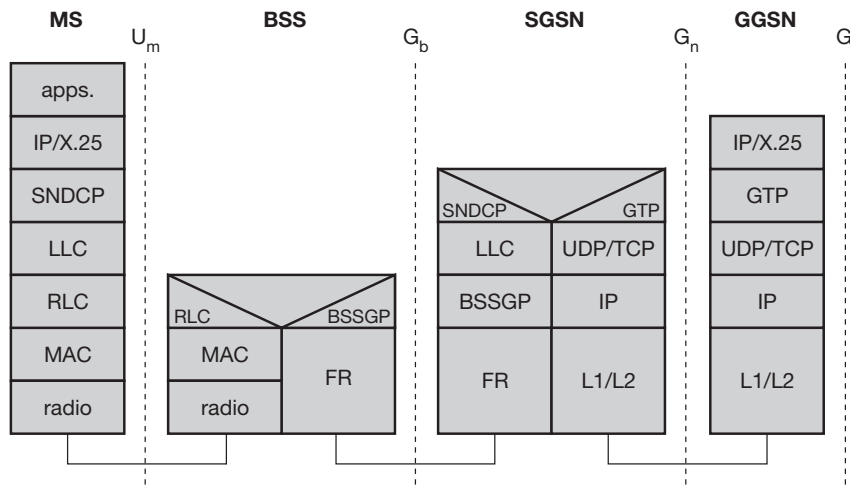 MS BSS SGSN GGSN
Um Gb Gn G
apps.
IP/X.25 IP/X.25
SNDCP SNDCP GTP GTP
LLC LLC UDP/TCP UDP/TCP
RLC RLC BSSGP BSSGP IP IP
MAC MAC FR FR L1/L2 L1/L2
radio radio